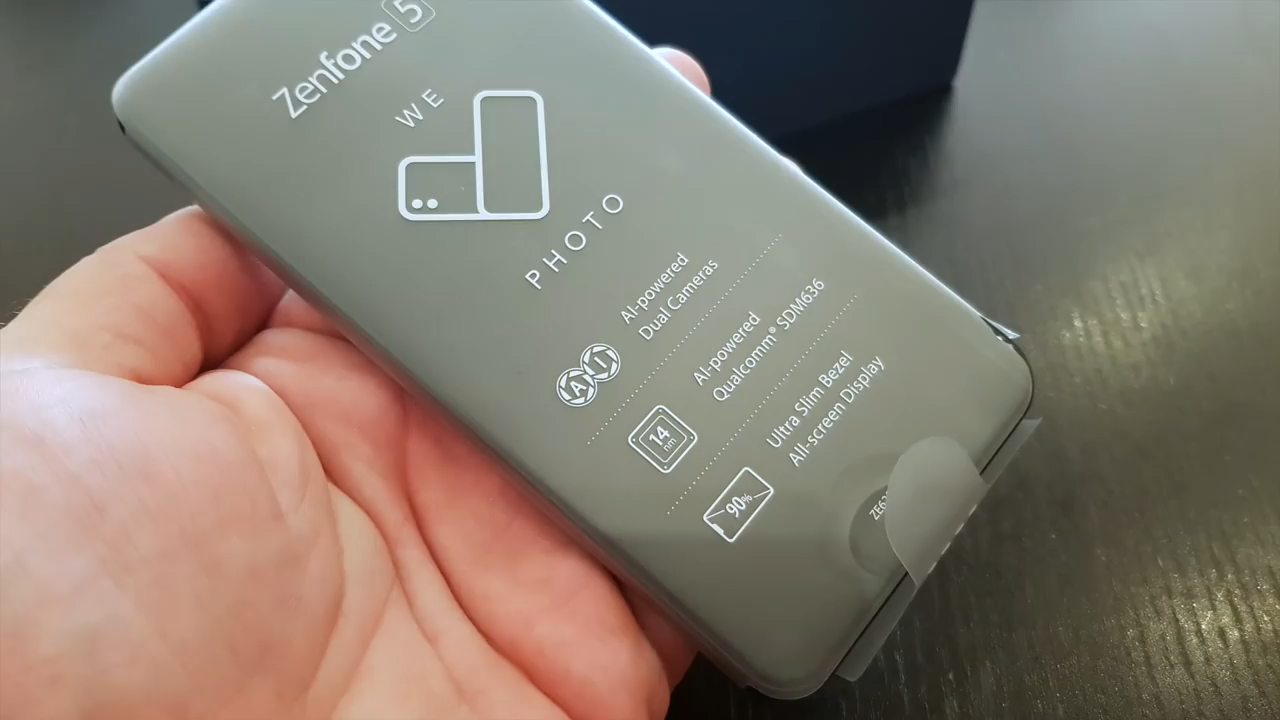 Zenfone 5
WE
PHOTO
AI-powered
Dual Cameras
AI
AI-powered
Qualcomm® SDM636
14
nm
Ultra Slim Bezel
All-screen Display
90%